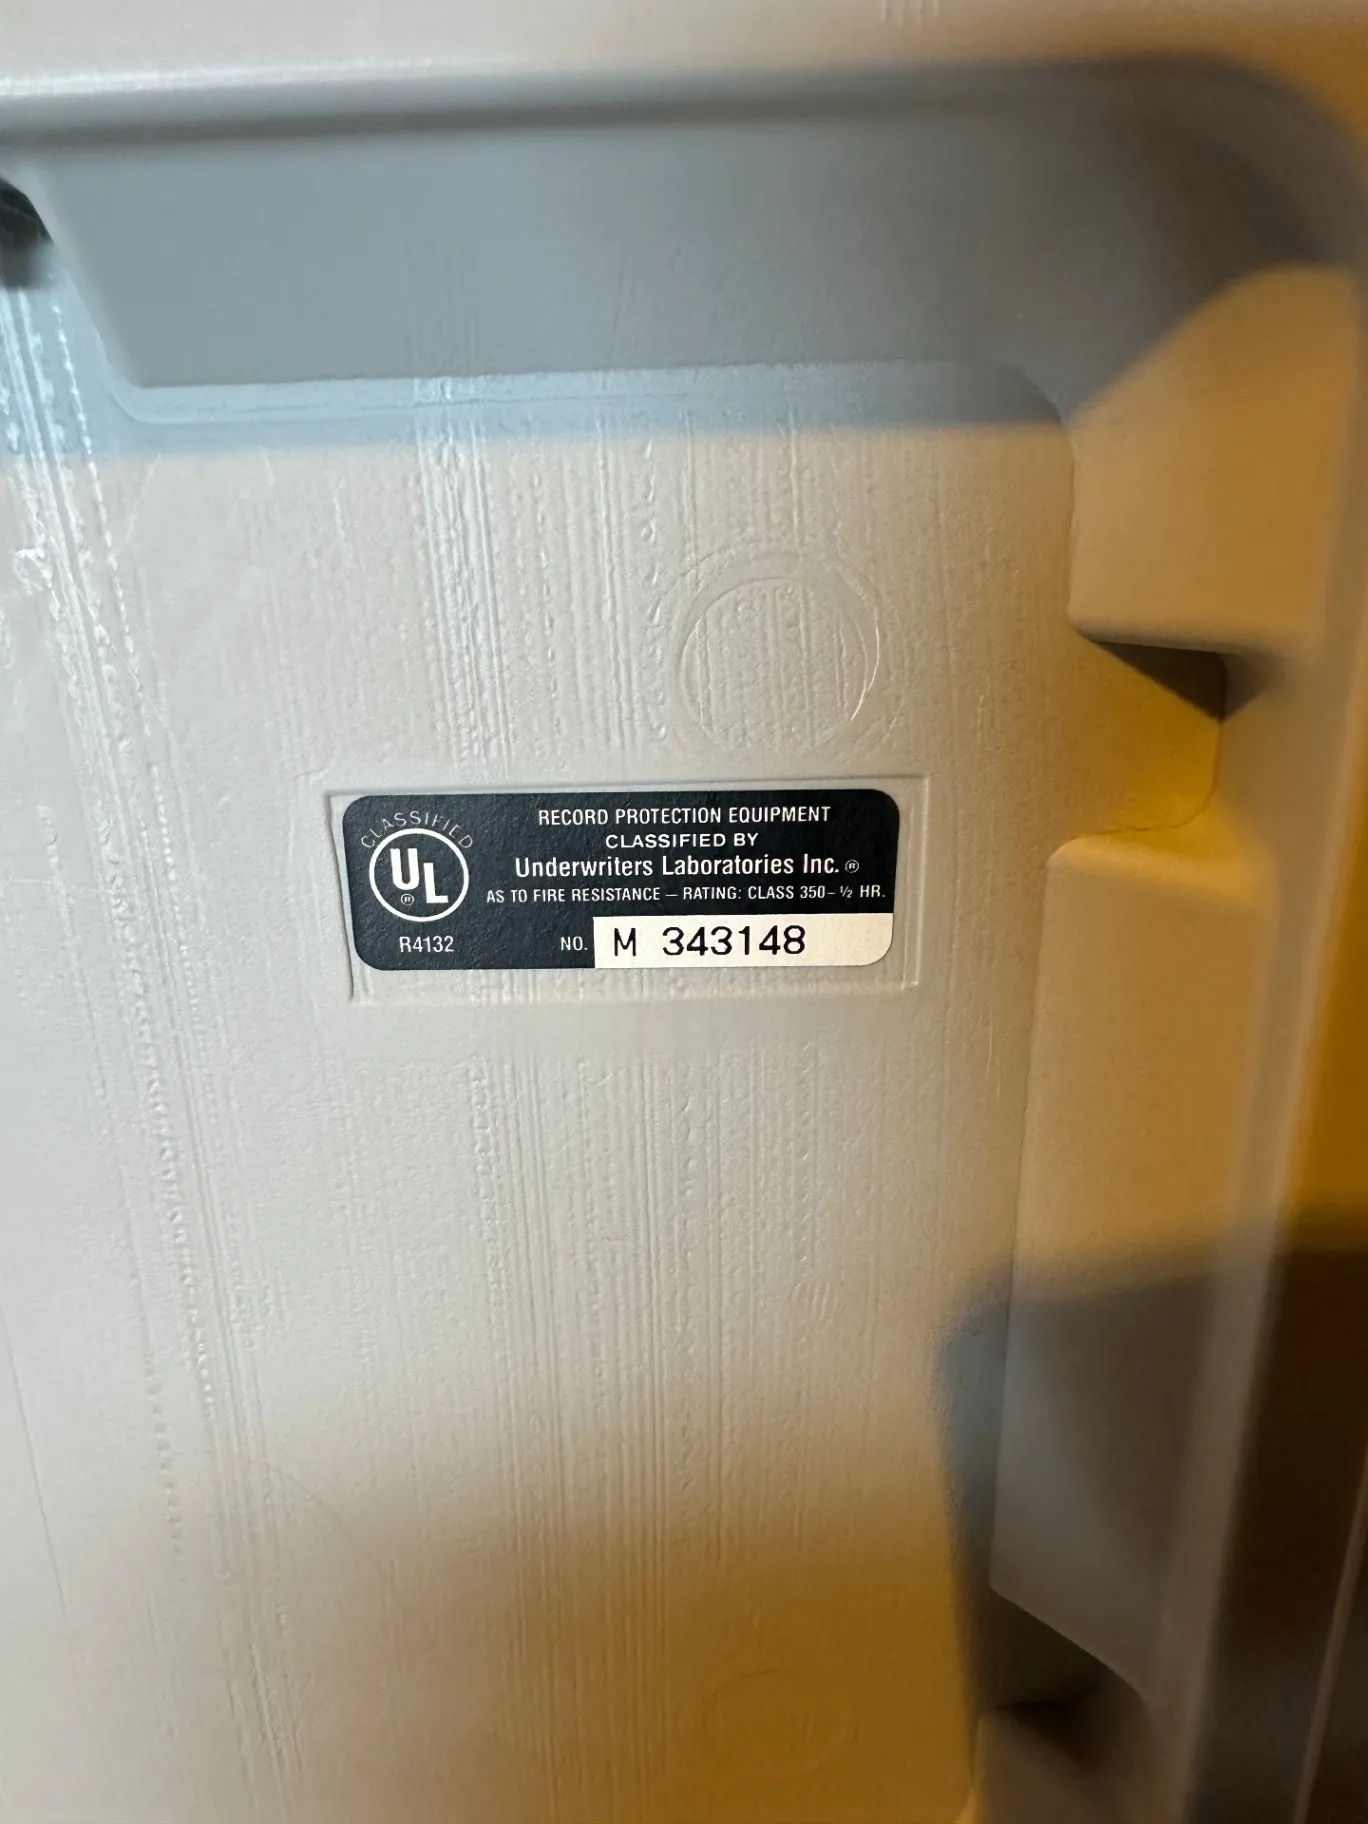 CLASSIFIED
UL ®
R4132
RECORD PROTECTION EQUIPMENT
CLASSIFIED BY
Underwriters Laboratories Inc. ®
AS TO FIRE RESISTANCE – RATING: CLASS 350– ½ HR.
NO. M 343148